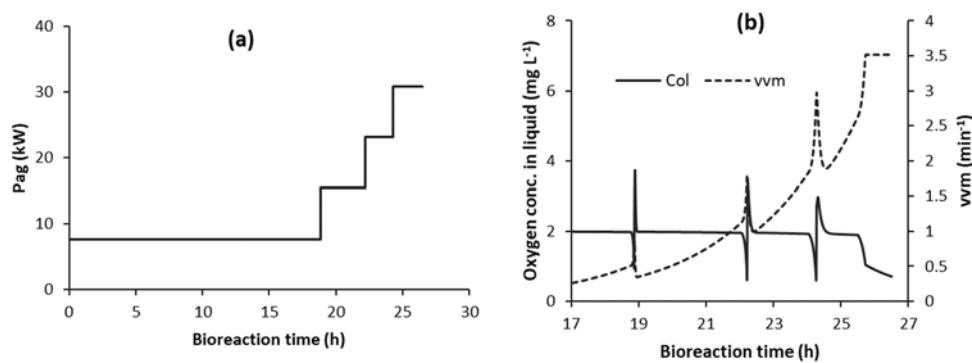 (a)
Pag (kW)
40
30
20
10
0
0 5 10 15 20 25 30
Bioreaction time (h)
(b)
Oxygen conc. in liquid (mg L⁻¹)
8
6
4
2
0
Col vvm
4
3.5
3
2.5
2
1.5
1
0.5
0
vvm (min⁻¹)
17 19 21 23 25 27
Bioreaction time (h)